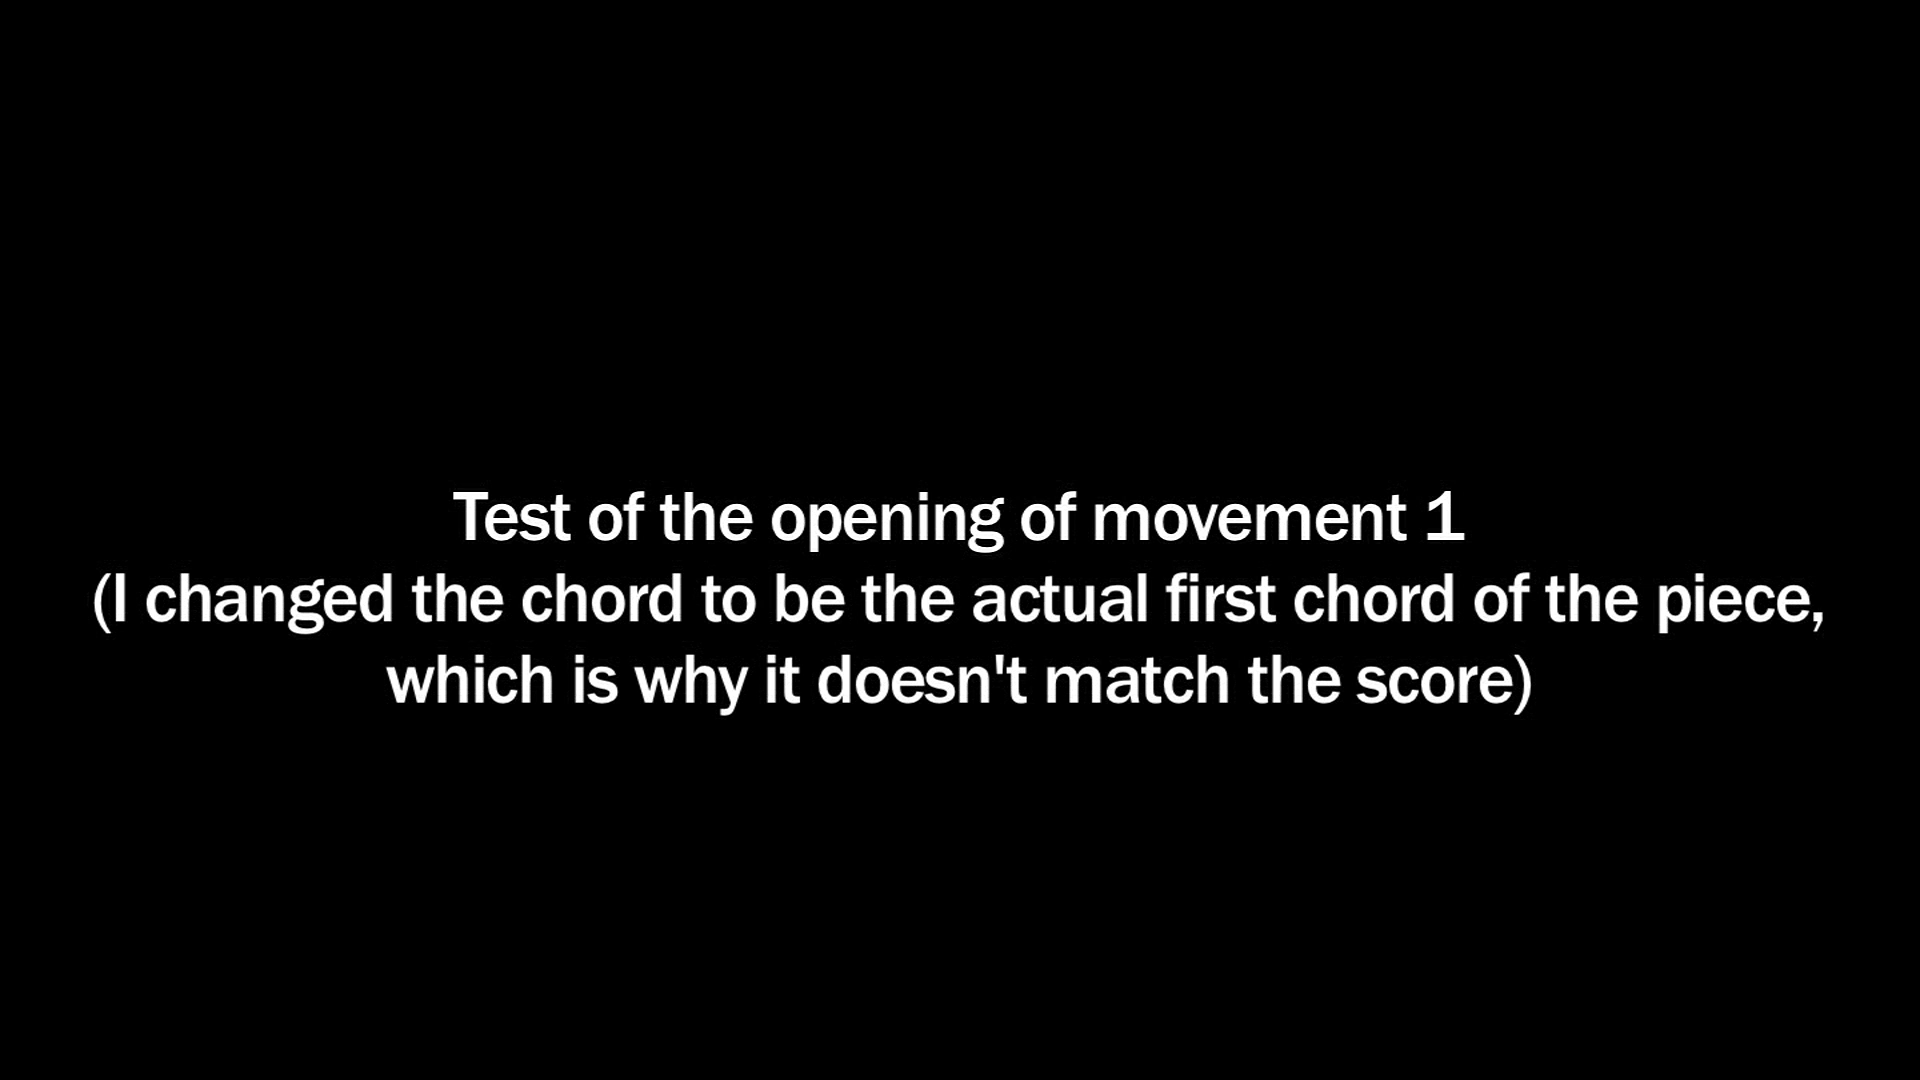 Test of the opening of movement 1
(I changed the chord to be the actual first chord of the piece,
which is why it doesn't match the score)